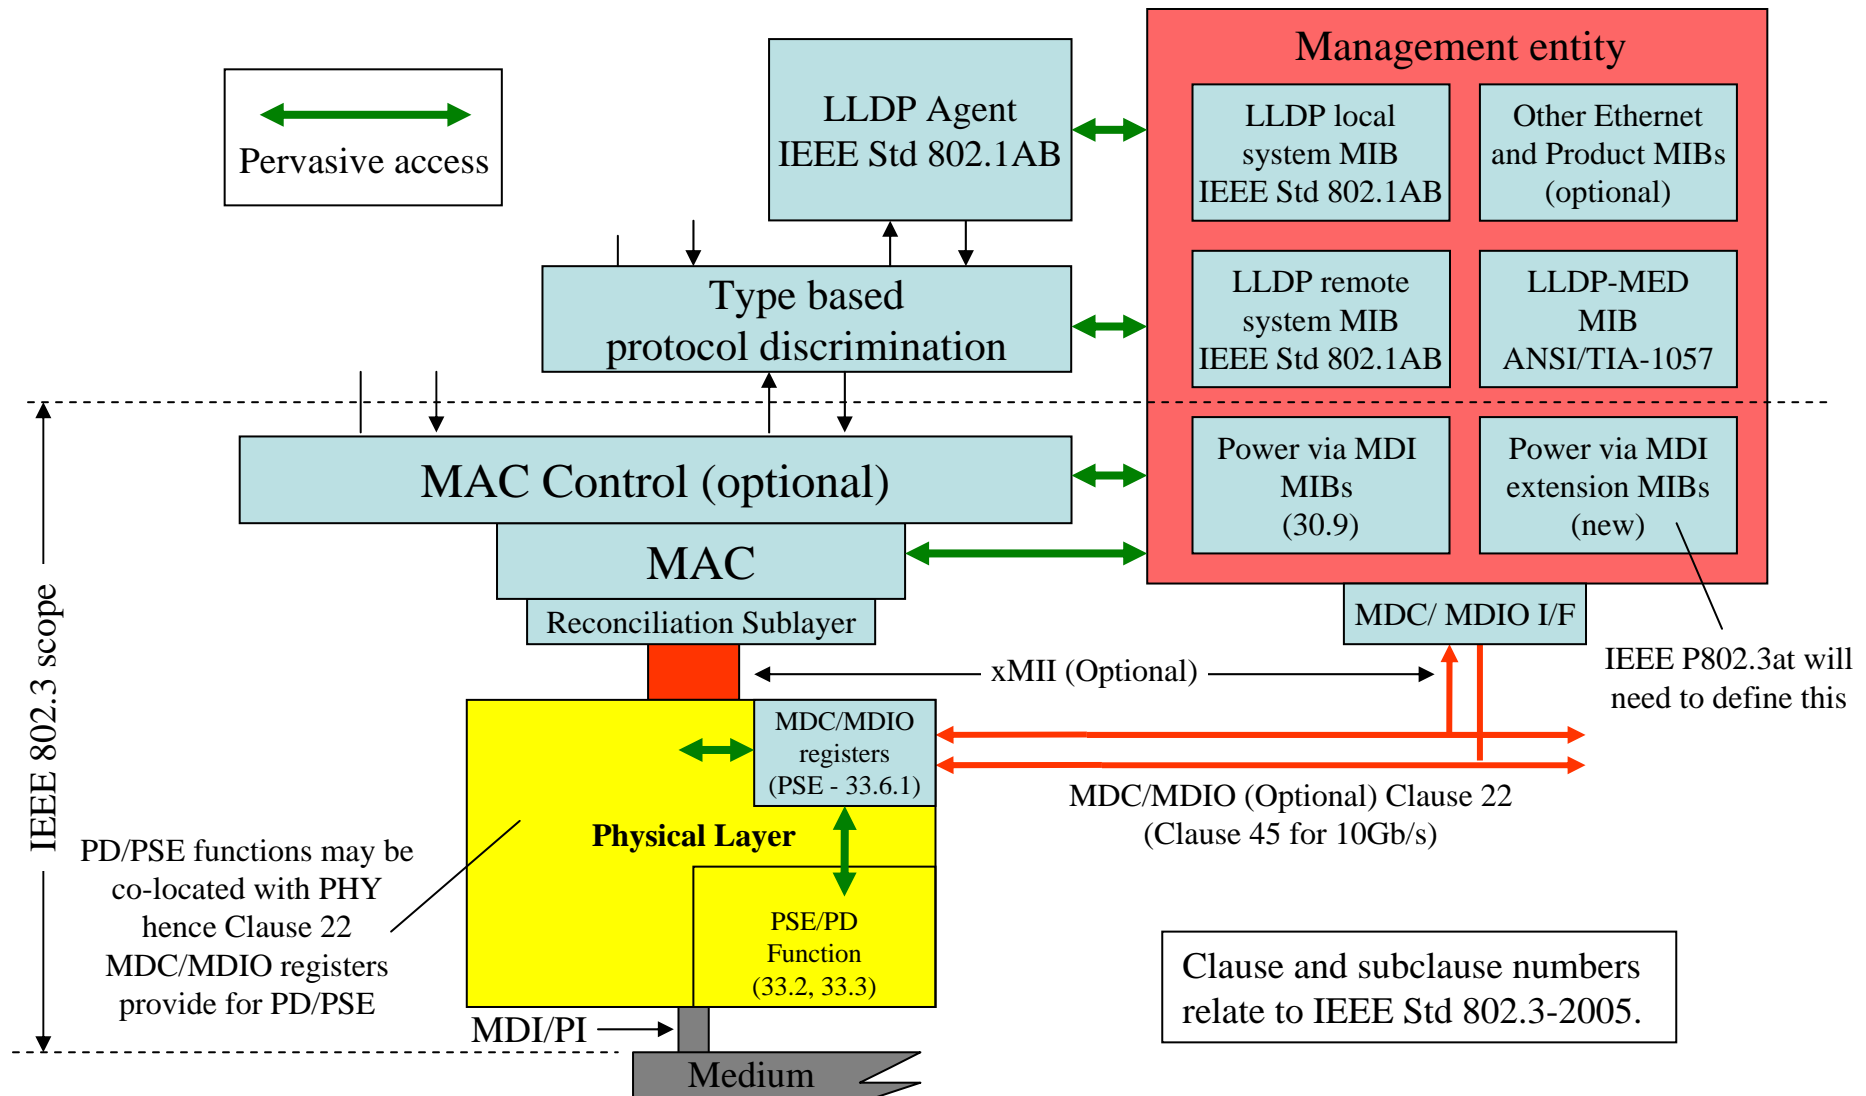 Management entity
Pervasive access
LLDP Agent
IEEE Std 802.1AB
LLDP local
system MIB
IEEE Std 802.1AB
Other Ethernet
and Product MIBs
(optional)
Type based
protocol discrimination
LLDP remote
system MIB
IEEE Std 802.1AB
LLDP-MED
MIB
ANSI/TIA-1057
MAC Control (optional)
Power via MDI
MIBs
(30.9)
Power via MDI
extension MIBs
(new)
MAC
Reconciliation Sublayer
MDC/ MDIO I/F
IEEE P802.3at will
need to define this
xMII (Optional)
IEEE 802.3 scope
MDC/MDIO
registers
(PSE - 33.6.1)
MDC/MDIO (Optional) Clause 22
(Clause 45 for 10Gb/s)
Physical Layer
PD/PSE functions may be
co-located with PHY
hence Clause 22
MDC/MDIO registers
provide for PD/PSE
PSE/PD
Function
(33.2, 33.3)
Clause and subclause numbers
relate to IEEE Std 802.3-2005.
MDI/PI
Medium